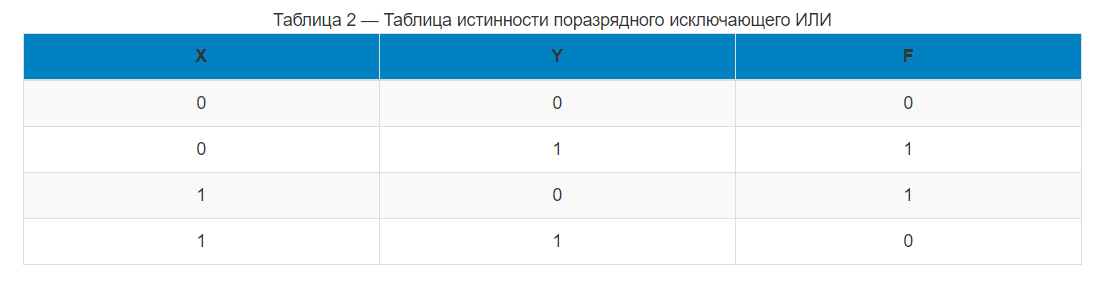 Таблица 2 — Таблица истинности поразрядного исключающего ИЛИ
X Y F
0 0 0
0 1 1
1 0 1
1 1 0